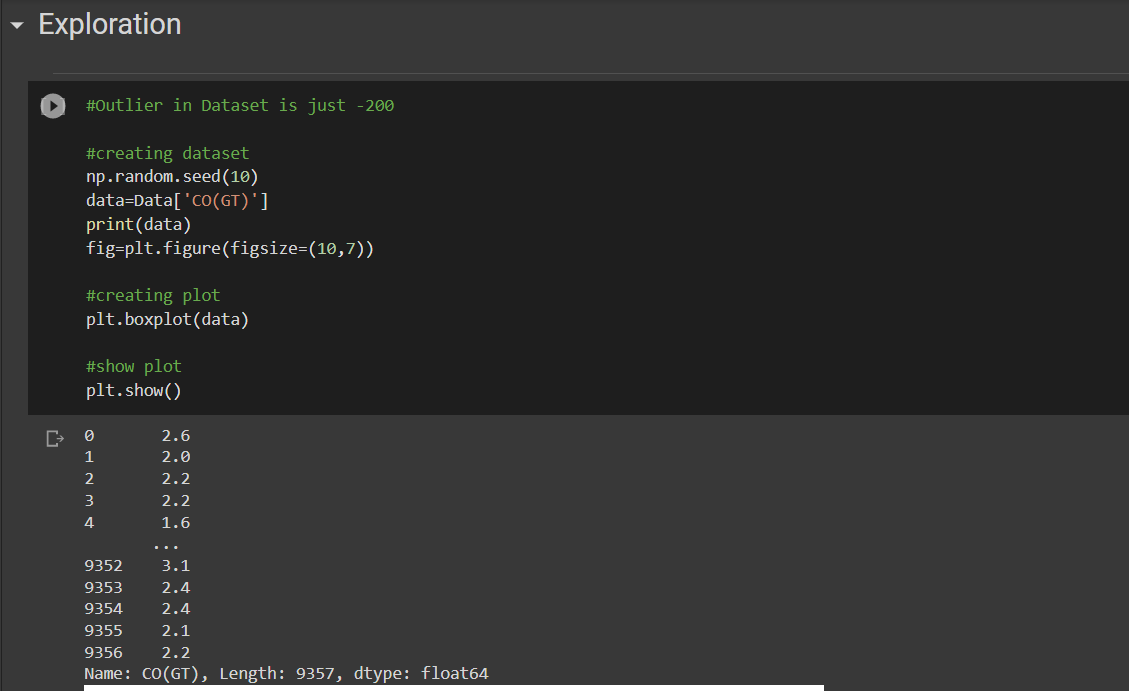 Exploration
#Outlier in Dataset is just -200
#creating dataset
np.random.seed(10)
data=Data['CO(GT)']
print(data)
fig=plt.figure(figsize=(10,7))
#creating plot
plt.boxplot(data)
#show plot
plt.show()
0 2.6
1 2.0
2 2.2
3 2.2
4 1.6
...
9352 3.1
9353 2.4
9354 2.4
9355 2.1
9356 2.2
Name: CO(GT), Length: 9357, dtype: float64